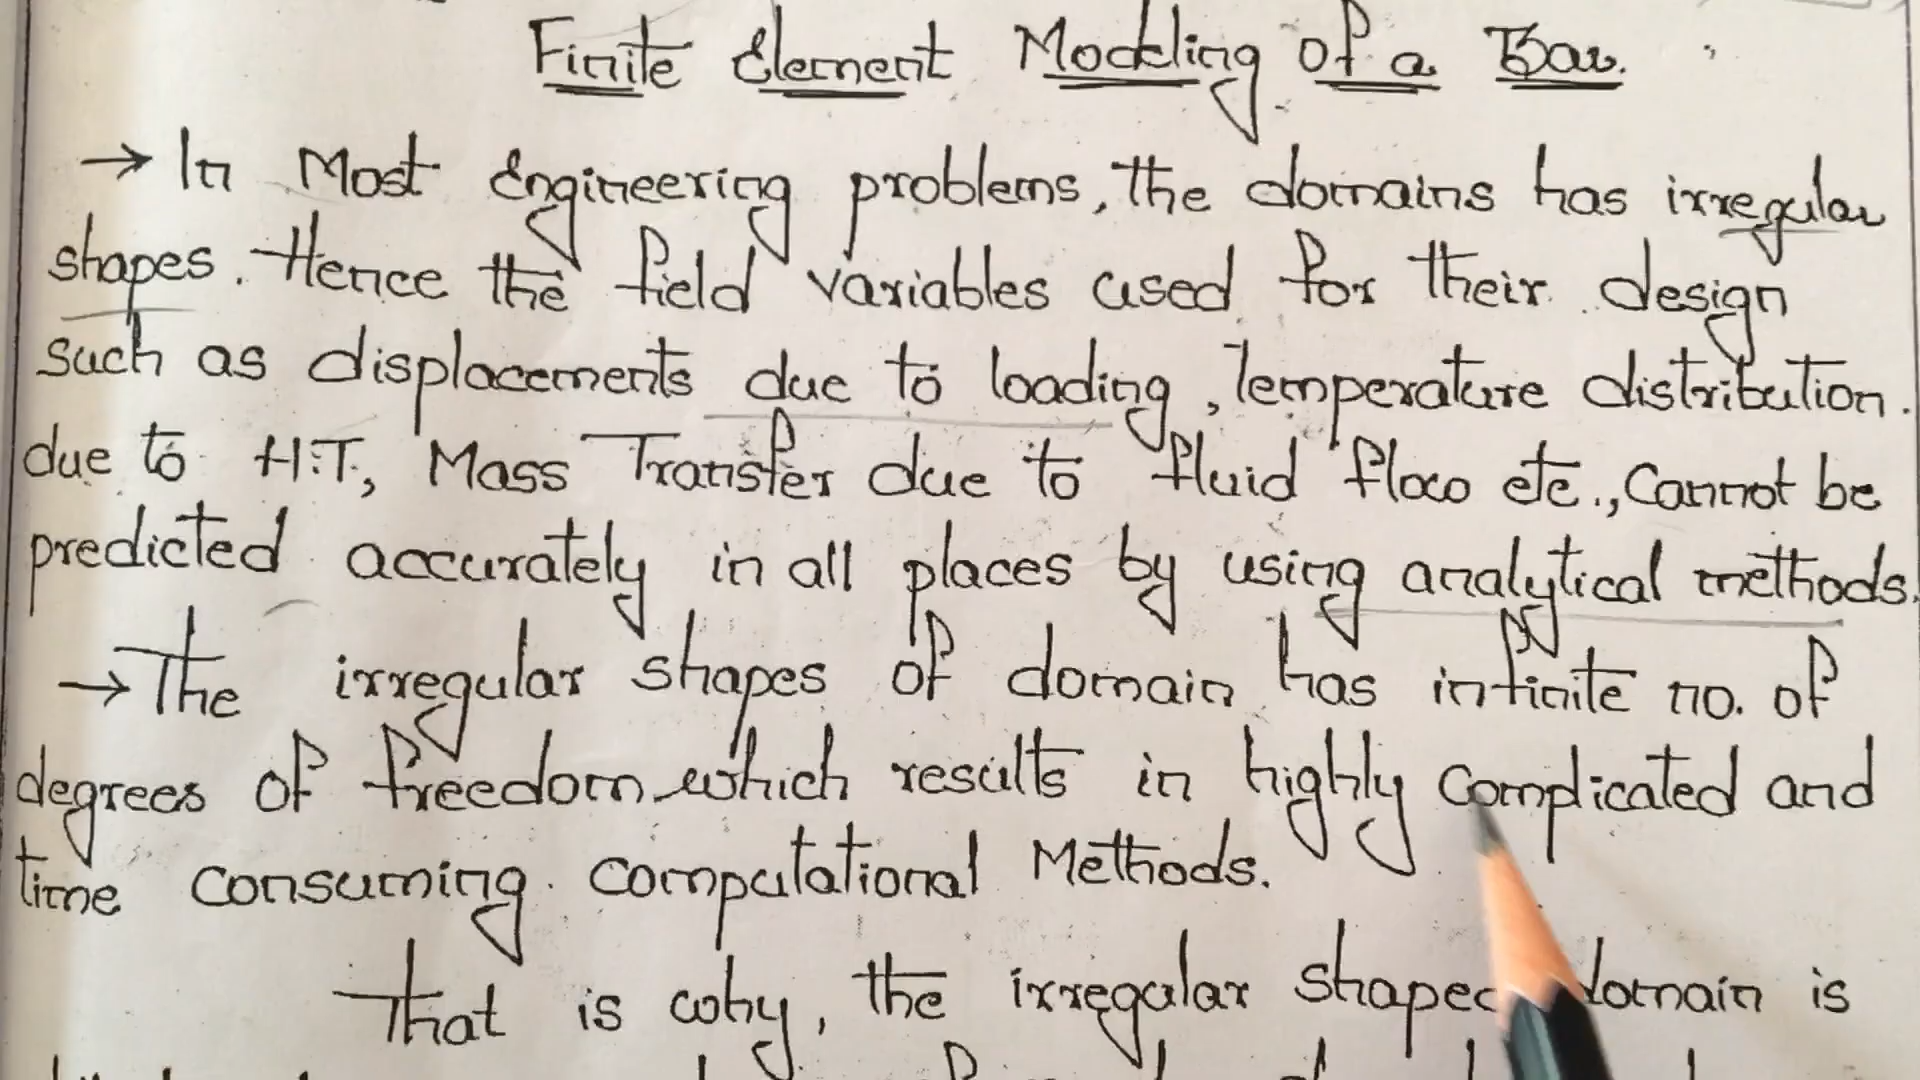 Finite Element Modeling of a Bar.
→ In Most Engineering problems, the domains has irregular
shapes. Hence the field variables used for their design
such as displacements due to loading, Temperature distribution.
due to H.T, Mass Transfer due to fluid flow etc., Cannot be
predicted accurately in all places by using analytical methods.
→ The irregular shapes of domain has infinite no. of
degrees of freedom which results in highly complicated and
time consuming computational Methods.
That is why, the irregular shaped domain is